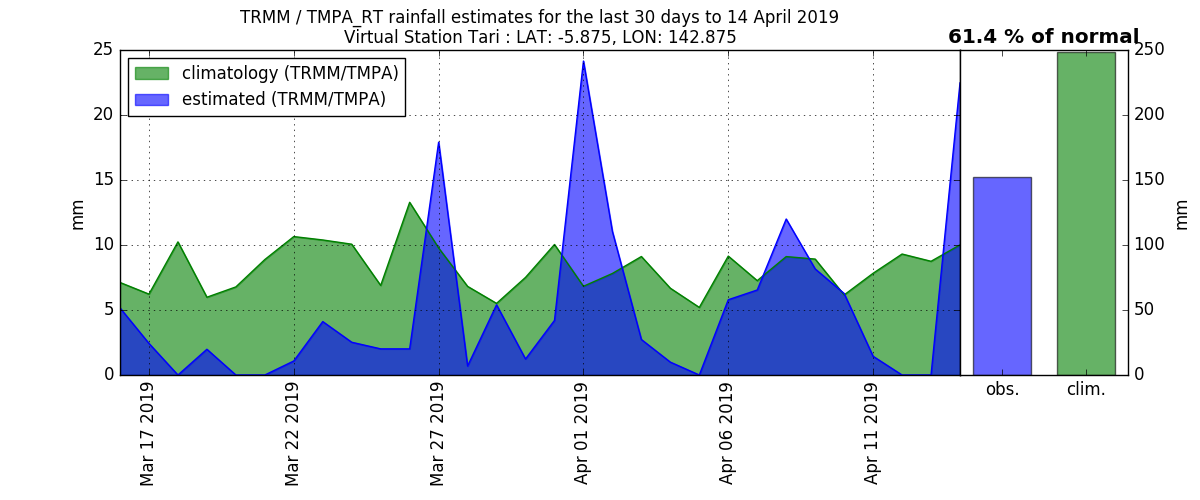 TRMM / TMPA_RT rainfall estimates for the last 30 days to 14 April 2019
Virtual Station Tari : LAT: -5.875, LON: 142.875
61.4 % of normal
climatology (TRMM/TMPA)
estimated (TRMM/TMPA)
25
20
15
10
5
0
mm
Mar 17 2019
Mar 22 2019
Mar 27 2019
Apr 01 2019
Apr 06 2019
Apr 11 2019
obs.
clim.
250
200
150
100
50
0
mm